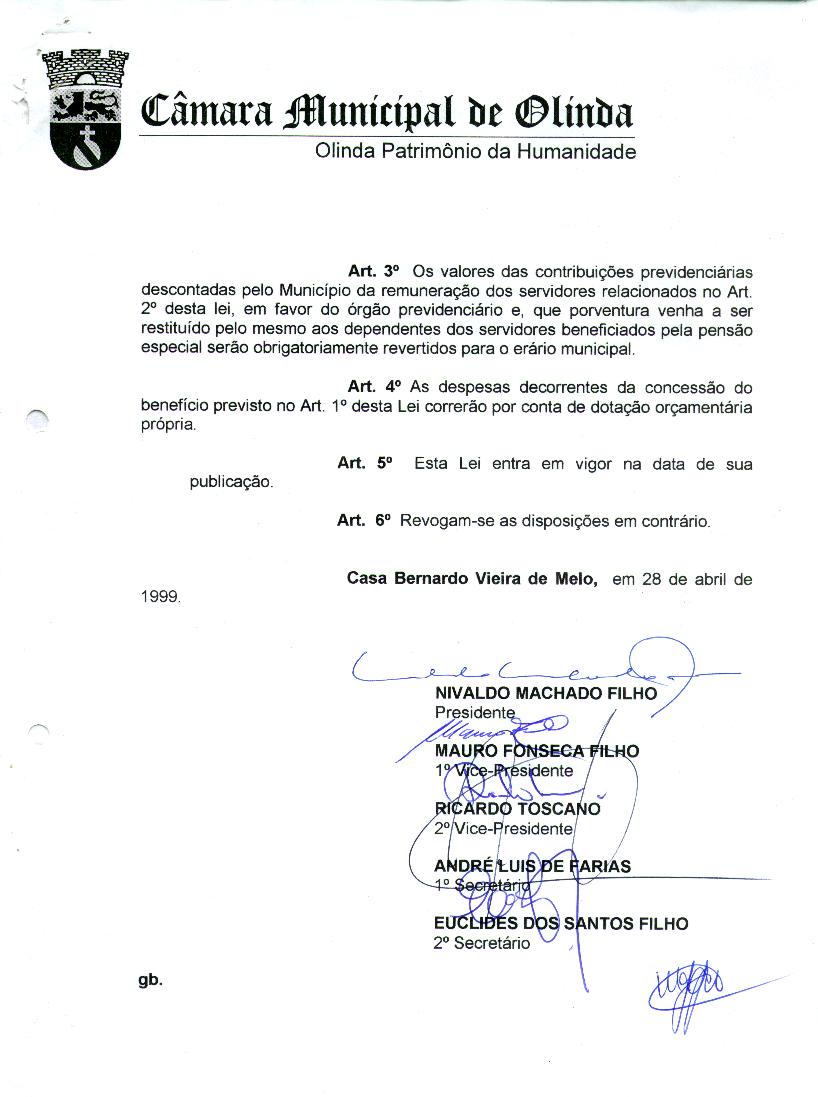 Câmara Municipal de Olinda
Olinda Patrimônio da Humanidade
Art. 3º Os valores das contribuições previdenciárias
descontadas pelo Município da remuneração dos servidores relacionados no Art.
2º desta lei, em favor do órgão previdenciário e, que porventura venha a ser
restituído pelo mesmo aos dependentes dos servidores beneficiados pela pensão
especial serão obrigatoriamente revertidos para o erário municipal.
Art. 4º As despesas decorrentes da concessão do
benefício previsto no Art. 1º desta Lei correrão por conta de dotação orçamentária
própria.
Art. 5º Esta Lei entra em vigor na data de sua
publicação.
Art. 6º Revogam-se as disposições em contrário.
Casa Bernardo Vieira de Melo, em 28 de abril de
1999.
NIVALDO MACHADO FILHO
Presidente
MAURO FONSECA FILHO
1º Vice-Presidente
RICARDO TOSCANO
2º Vice-Presidente
ANDRÉ LUIS DE FARIAS
1º Secretário
EUCLIDES DOS SANTOS FILHO
2º Secretário
gb.